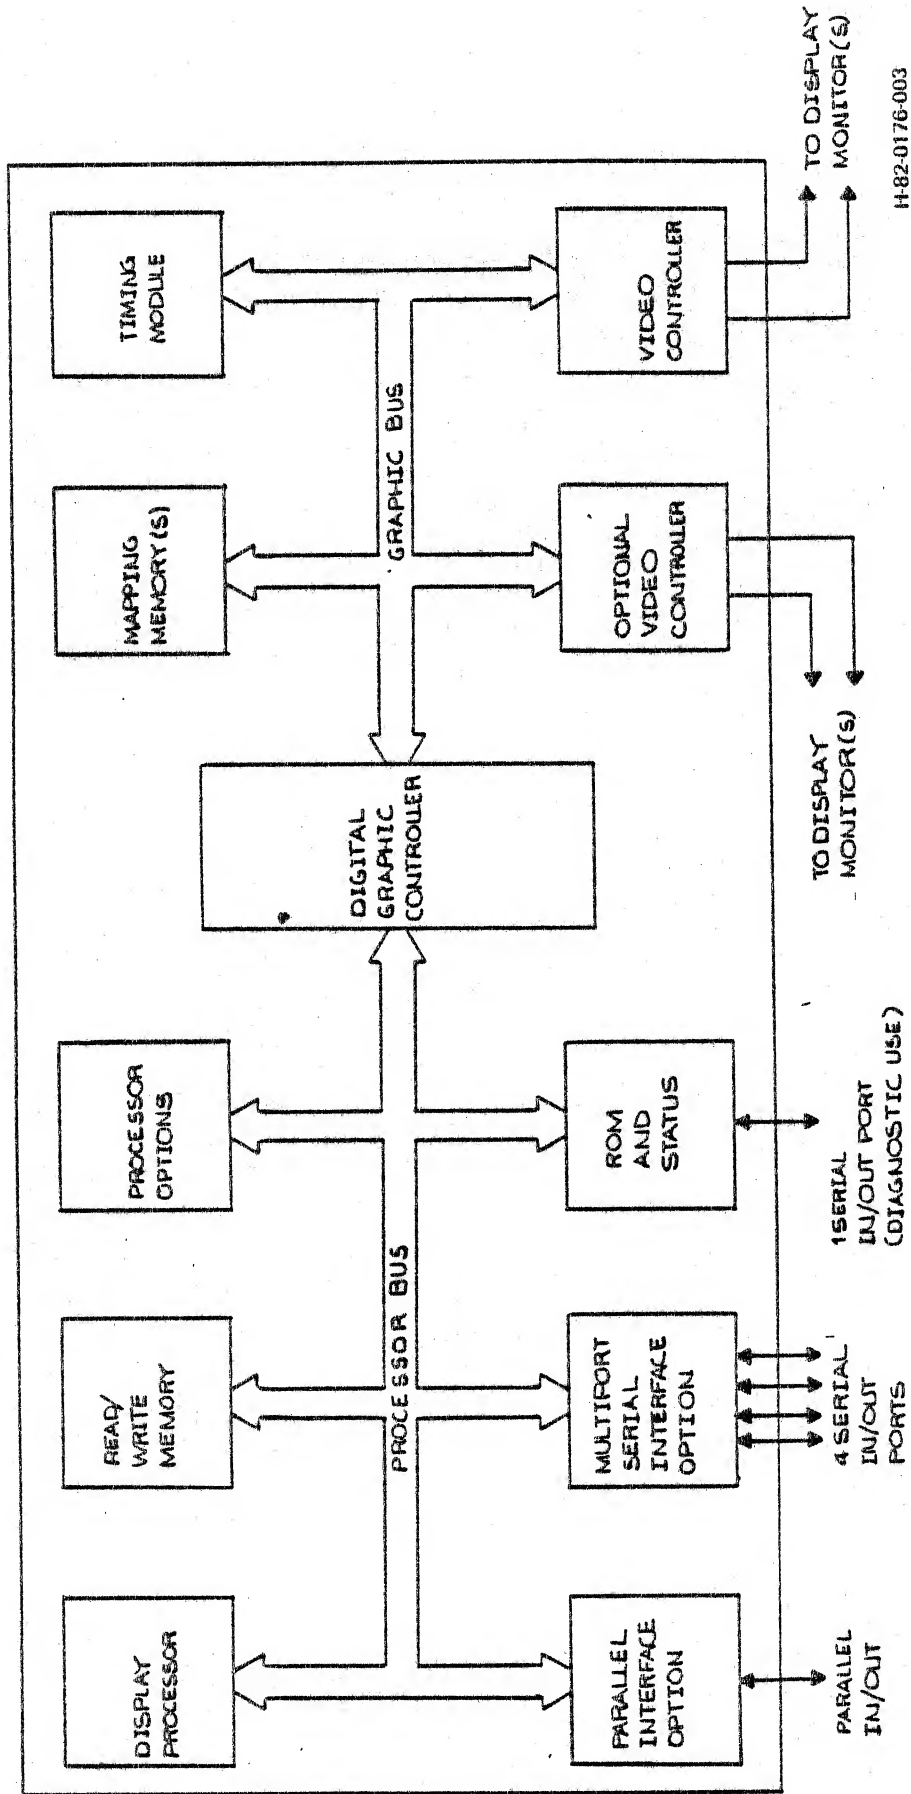 DISPLAY
PROCESSOR
READ/
WRITE
MEMORY
PROCESSOR
OPTIONS
MAPPING
MEMORY(S)
TIMING
MODULE
PROCESSOR BUS
DIGITAL
GRAPHIC
CONTROLLER
GRAPHIC BUS
PARALLEL
INTERFACE
OPTION
MULTIPORT
SERIAL
INTERFACE
OPTION
ROM
AND
STATUS
OPTIONAL
VIDEO
CONTROLLER
VIDEO
CONTROLLER
PARALLEL
IN/OUT
4 SERIAL
IN/OUT
PORTS
1 SERIAL
IN/OUT PORT
(DIAGNOSTIC USE)
TO DISPLAY
MONITOR(S)
TO DISPLAY
MONITOR(S)
H-82-0176-003